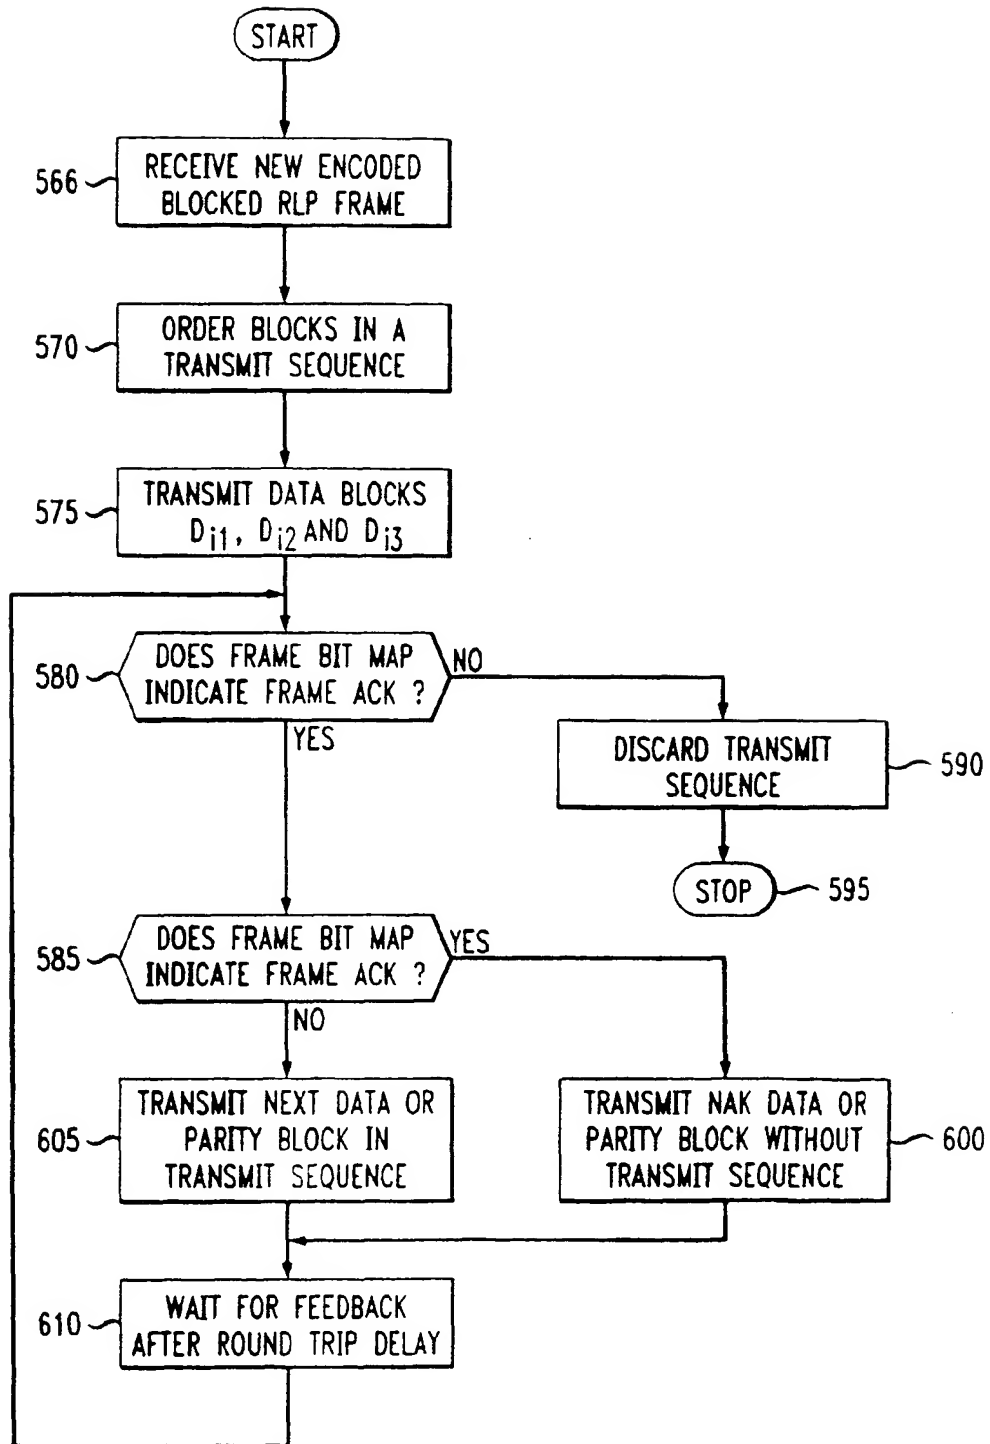 START
566
RECEIVE NEW ENCODED
BLOCKED RLP FRAME
570
ORDER BLOCKS IN A
TRANSMIT SEQUENCE
575
TRANSMIT DATA BLOCKS
Di1, Di2 AND Di3
580
DOES FRAME BIT MAP
INDICATE FRAME ACK ?
NO
YES
DISCARD TRANSMIT
SEQUENCE
590
STOP
595
585
DOES FRAME BIT MAP
INDICATE FRAME ACK ?
YES
NO
605
TRANSMIT NEXT DATA OR
PARITY BLOCK IN
TRANSMIT SEQUENCE
TRANSMIT NAK DATA OR
PARITY BLOCK WITHOUT
TRANSMIT SEQUENCE
600
610
WAIT FOR FEEDBACK
AFTER ROUND TRIP DELAY